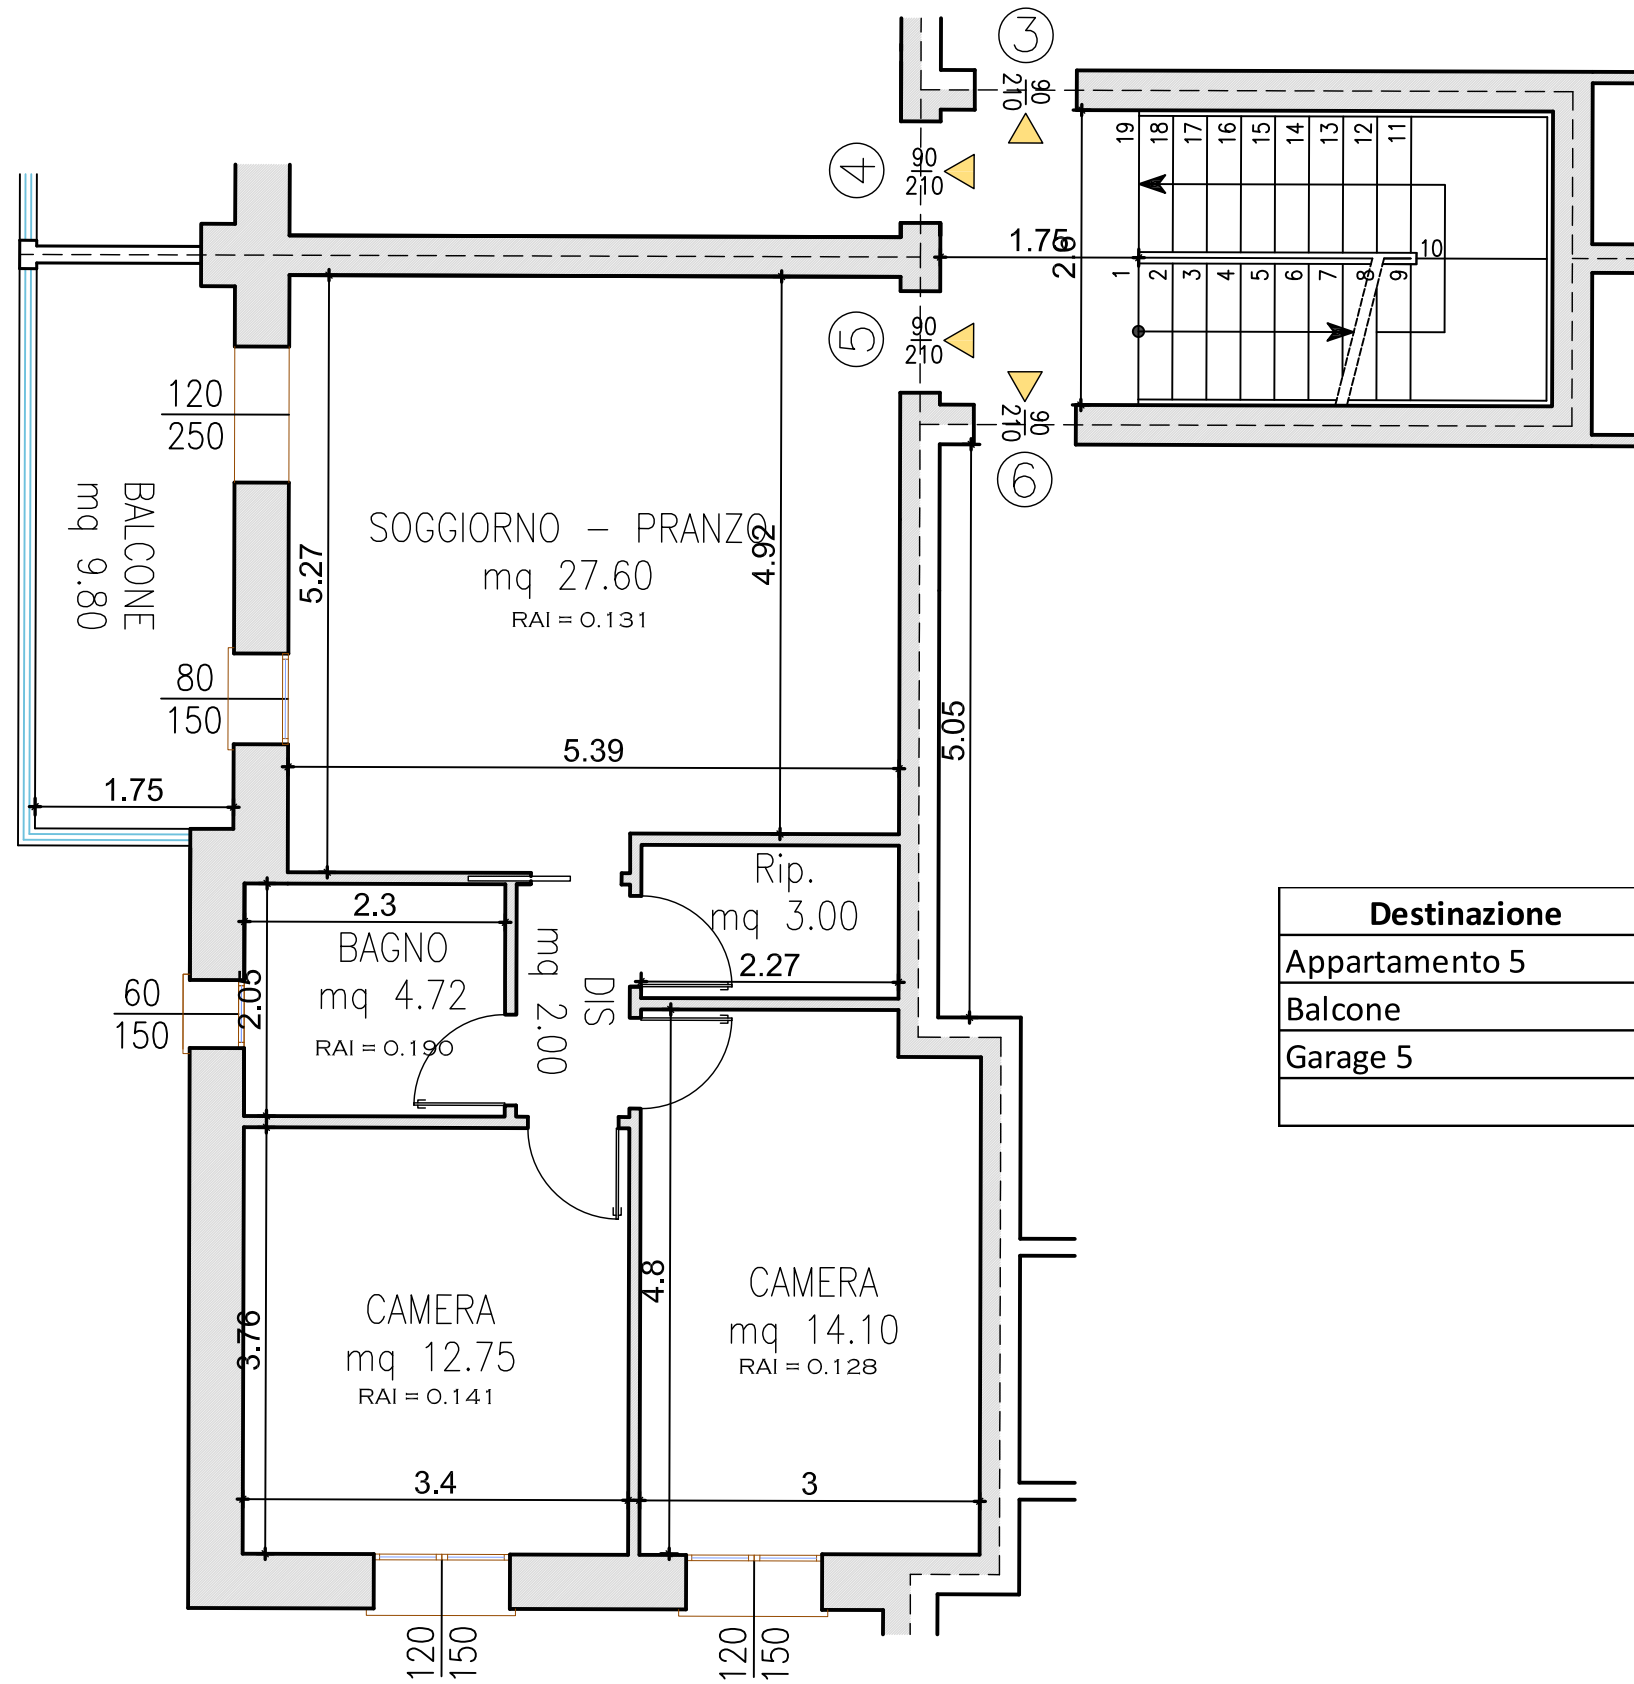 3
90
210
4
90
210
19
18
17
16
15
14
13
12
11
1.75
2.6
10
1
2
3
4
5
6
7
8
9
5
90
210
90
210
6
120
250
BALCONE
mq 9.80
SOGGIORNO - PRANZO
mq 27.60
RAI = 0.131
5.27
4.92
80
150
5.39
5.05
1.75
Rip.
mq 3.00
2.27
2.3
BAGNO
mq 4.72
RAI = 0.190
2.05
DIS
mq 2.00
60
150
Destinazione
Appartamento 5
Balcone
Garage 5
CAMERA
mq 12.75
RAI = 0.141
3.76
3.4
4.8
CAMERA
mq 14.10
RAI = 0.128
3
120
150
120
150